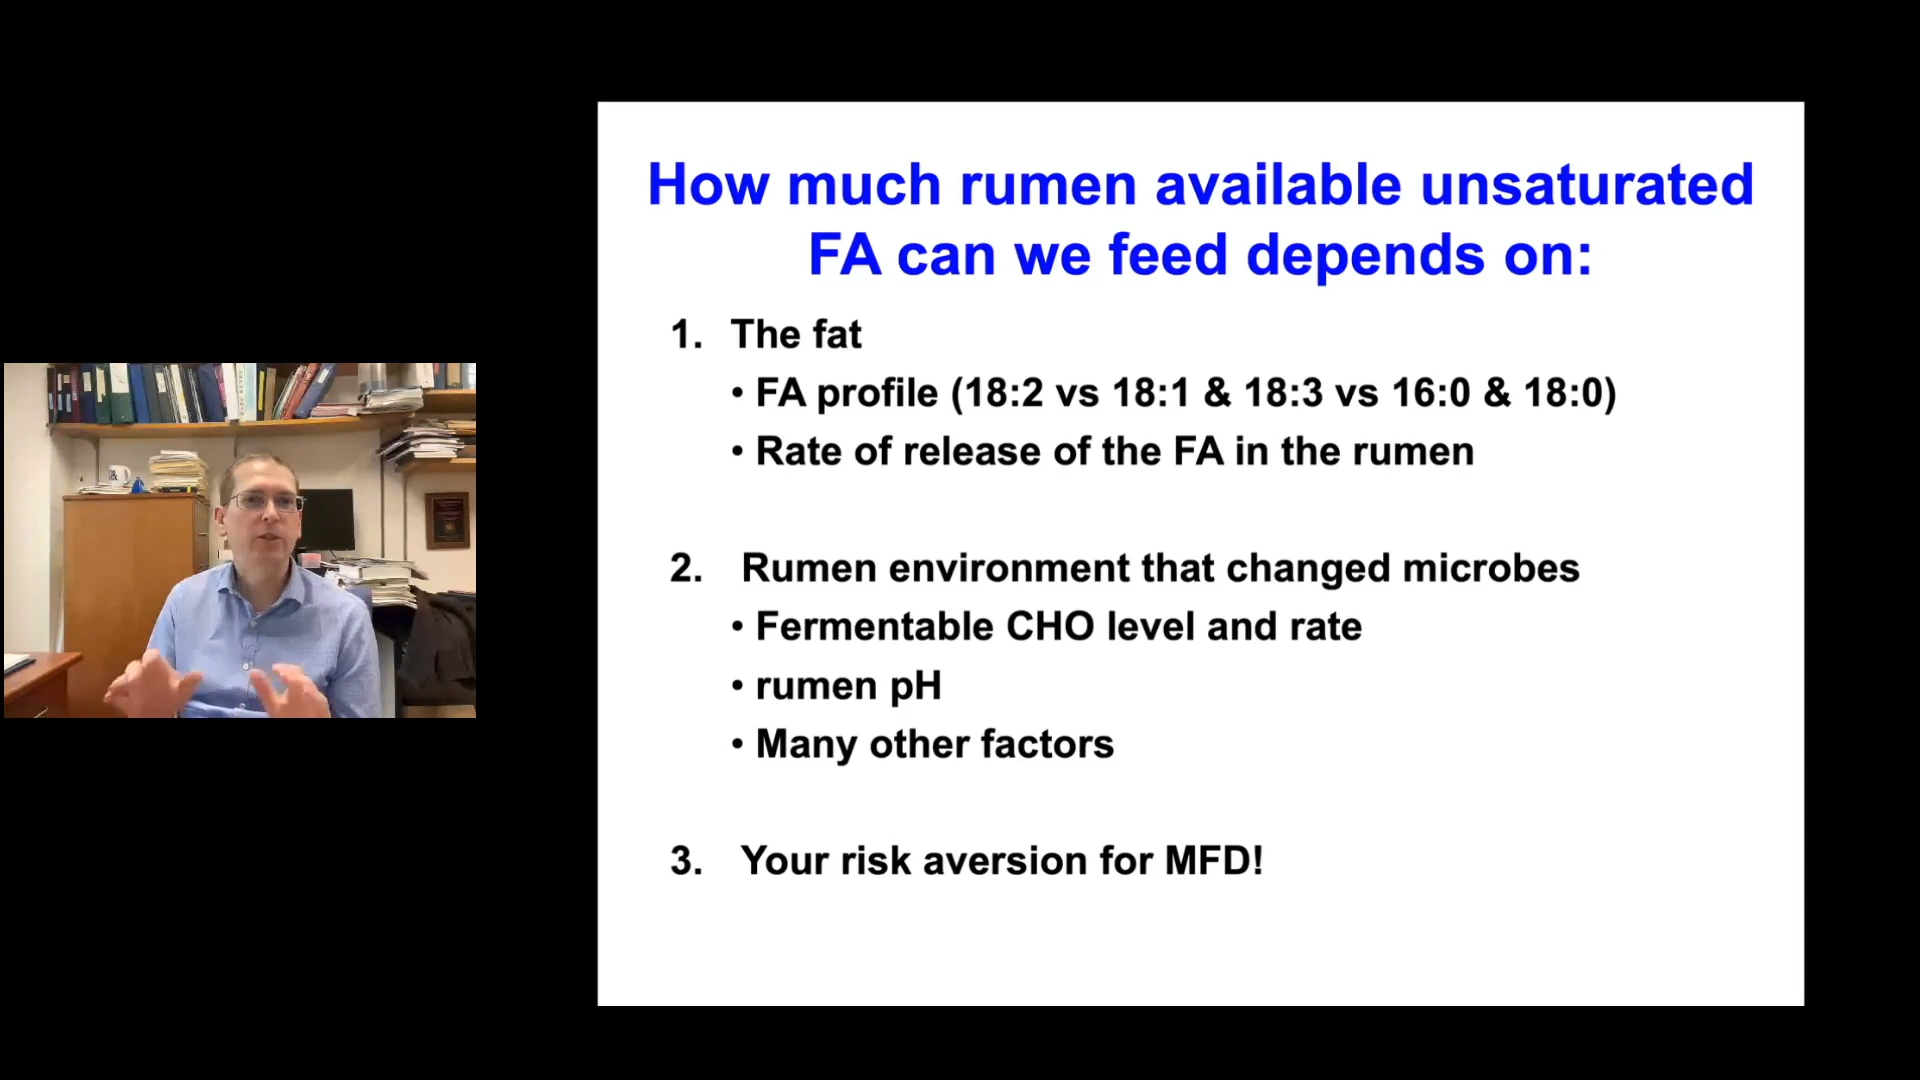 How much rumen available unsaturated
FA can we feed depends on:
1. The fat
• FA profile (18:2 vs 18:1 & 18:3 vs 16:0 & 18:0)
• Rate of release of the FA in the rumen
2. Rumen environment that changed microbes
• Fermentable CHO level and rate
• rumen pH
• Many other factors
3. Your risk aversion for MFD!